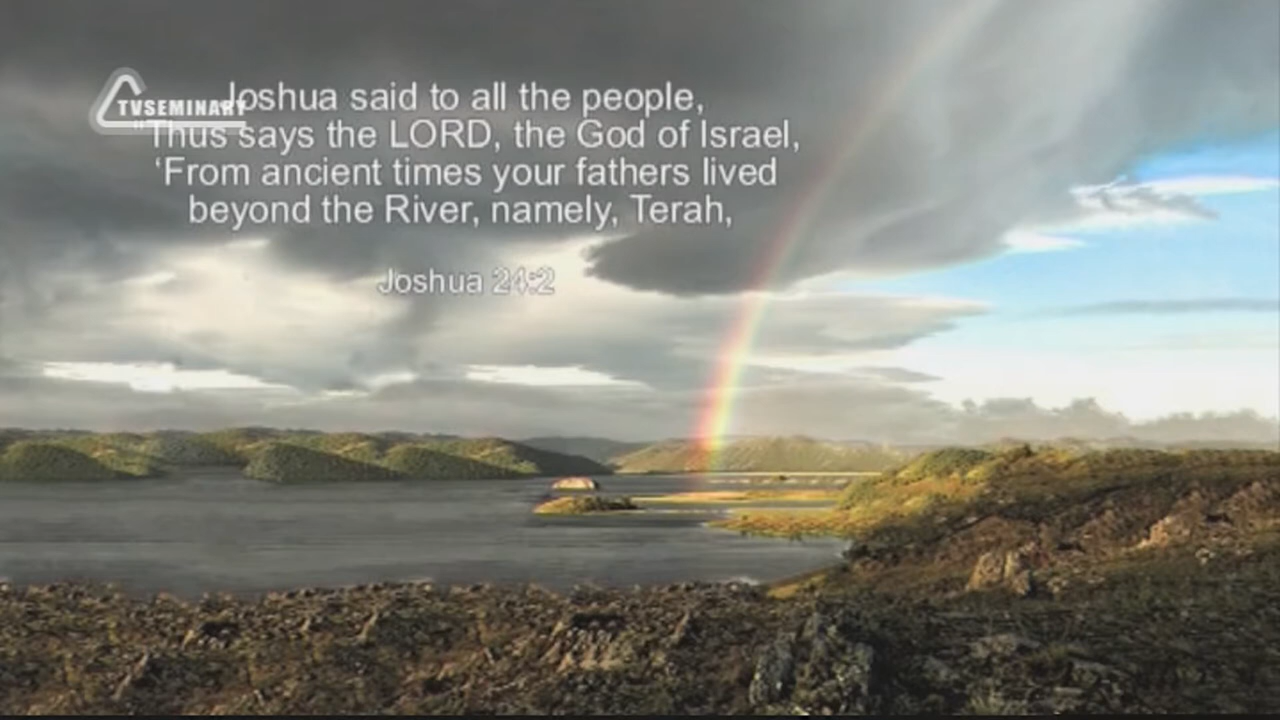 TVSEMINARY
Joshua said to all the people,
"Thus says the LORD, the God of Israel,
‘From ancient times your fathers lived
beyond the River, namely, Terah,
Joshua 24:2